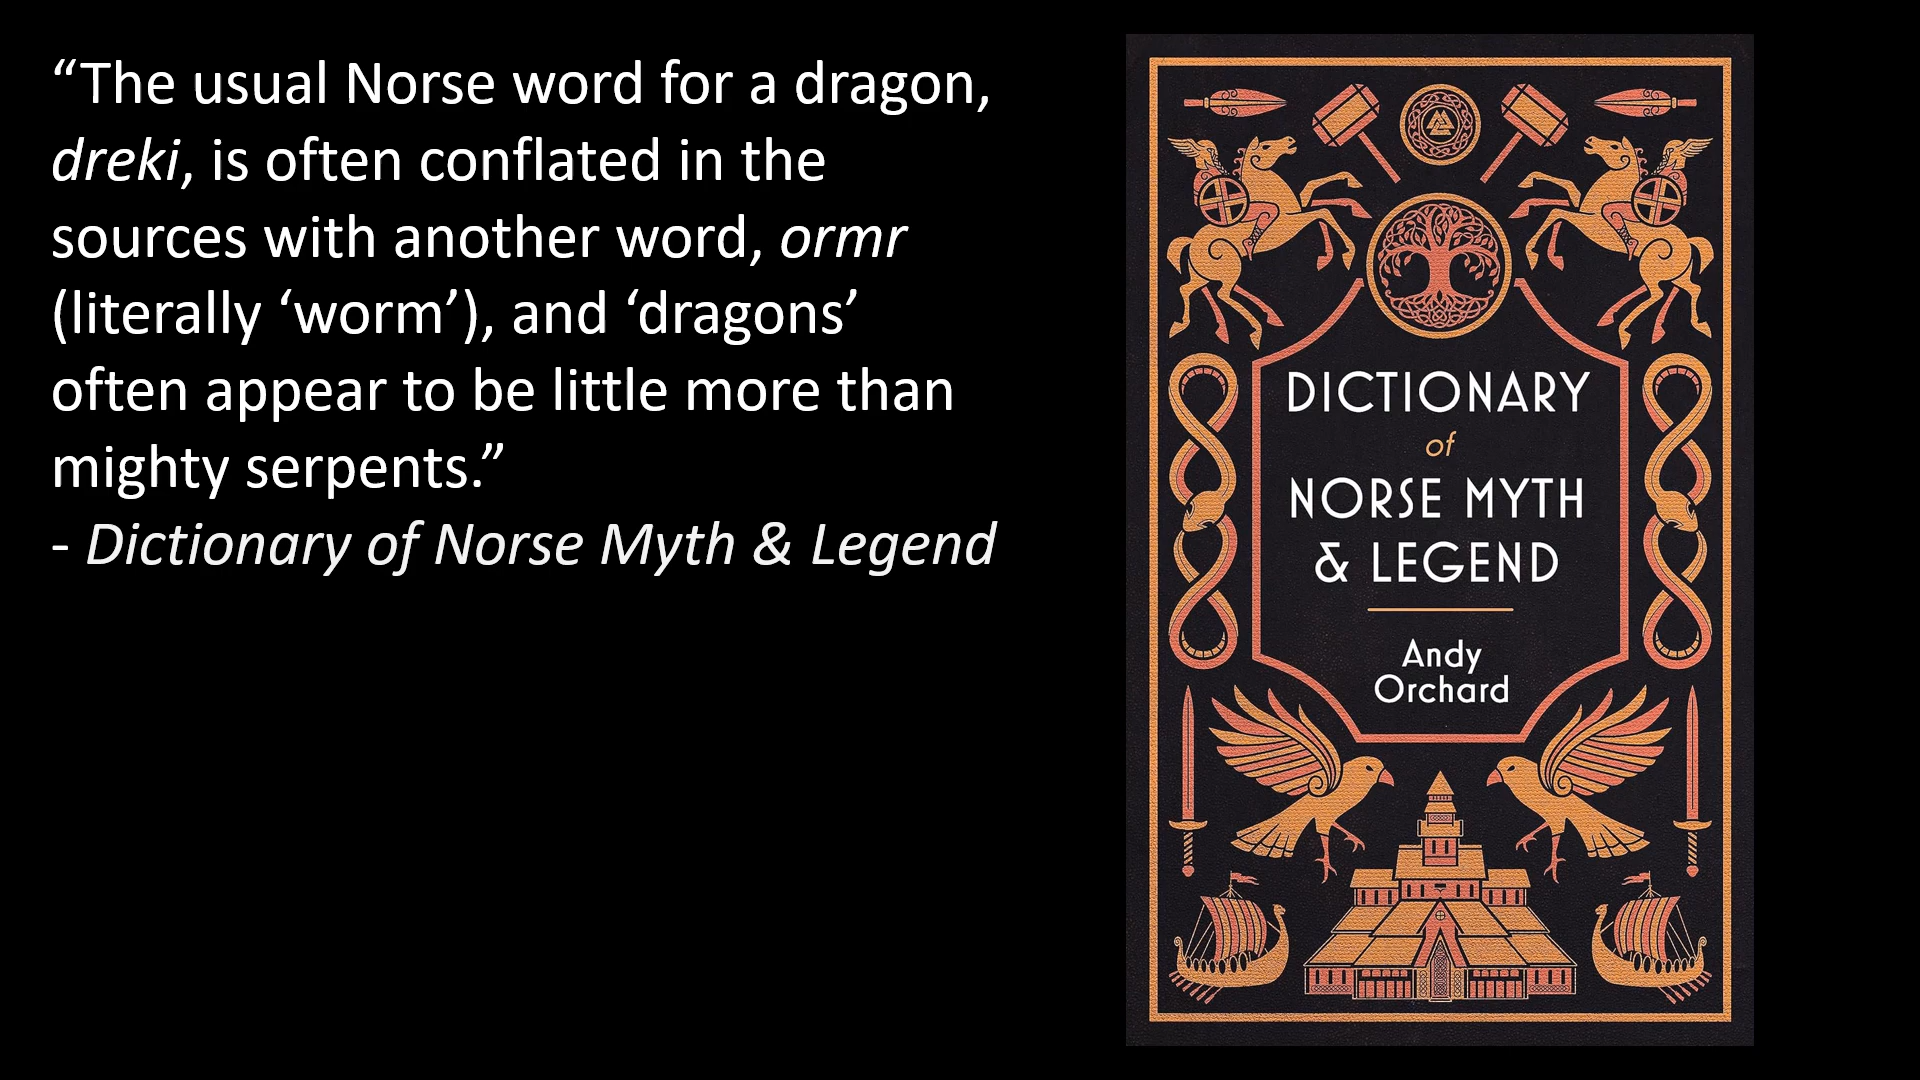 “The usual Norse word for a dragon,
dreki, is often conflated in the
sources with another word, ormr
(literally ‘worm’), and ‘dragons’
often appear to be little more than
mighty serpents.”
- Dictionary of Norse Myth & Legend
DICTIONARY
of
NORSE MYTH
& LEGEND
Andy
Orchard